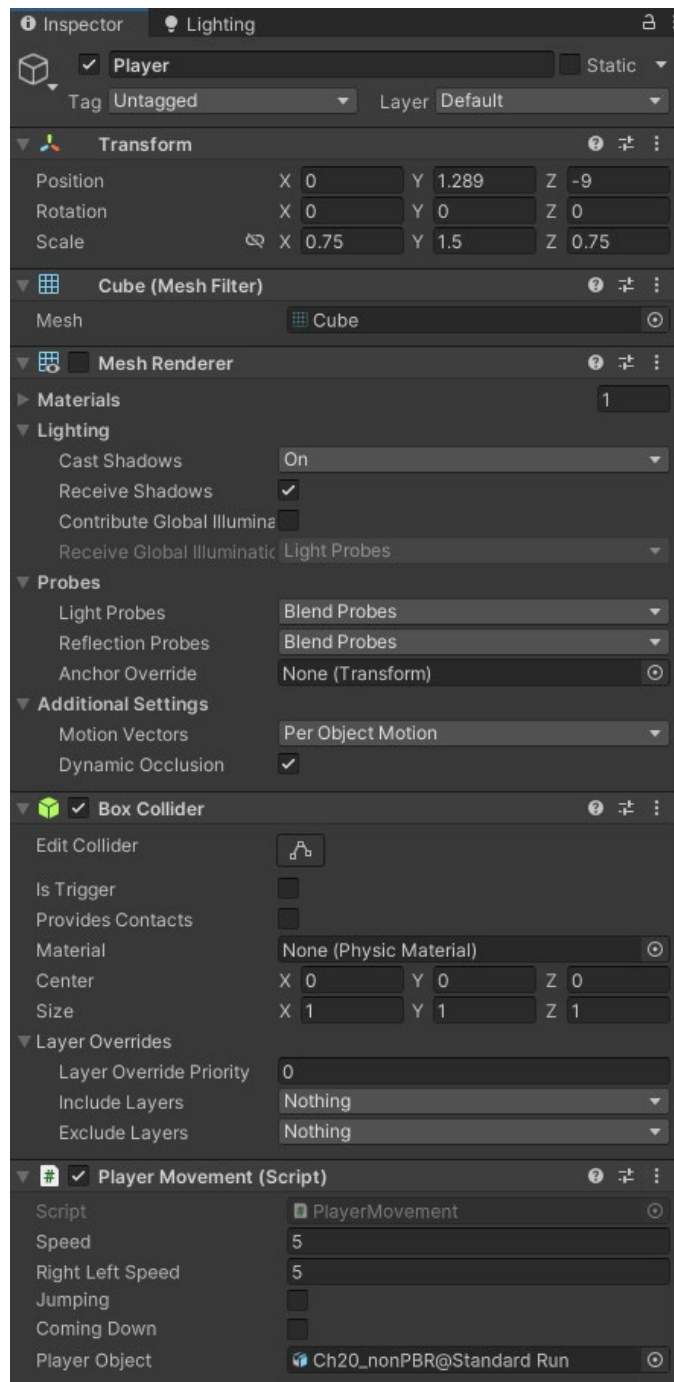 Inspector Lighting
Player Static
Tag Untagged Layer Default
Transform
Position X 0 Y 1.289 Z -9
Rotation X 0 Y 0 Z 0
Scale X 0.75 Y 1.5 Z 0.75
Cube (Mesh Filter)
Mesh Cube
Mesh Renderer
Materials 1
Lighting
Cast Shadows On
Receive Shadows
Contribute Global Illumina
Receive Global Illuminatic Light Probes
Probes
Light Probes Blend Probes
Reflection Probes Blend Probes
Anchor Override None (Transform)
Additional Settings
Motion Vectors Per Object Motion
Dynamic Occlusion
Box Collider
Edit Collider
Is Trigger
Provides Contacts
Material None (Physic Material)
Center X 0 Y 0 Z 0
Size X 1 Y 1 Z 1
Layer Overrides
Layer Override Priority 0
Include Layers Nothing
Exclude Layers Nothing
# Player Movement (Script)
Script PlayerMovement
Speed 5
Right Left Speed 5
Jumping
Coming Down
Player Object Ch20_nonPBR@Standard Run